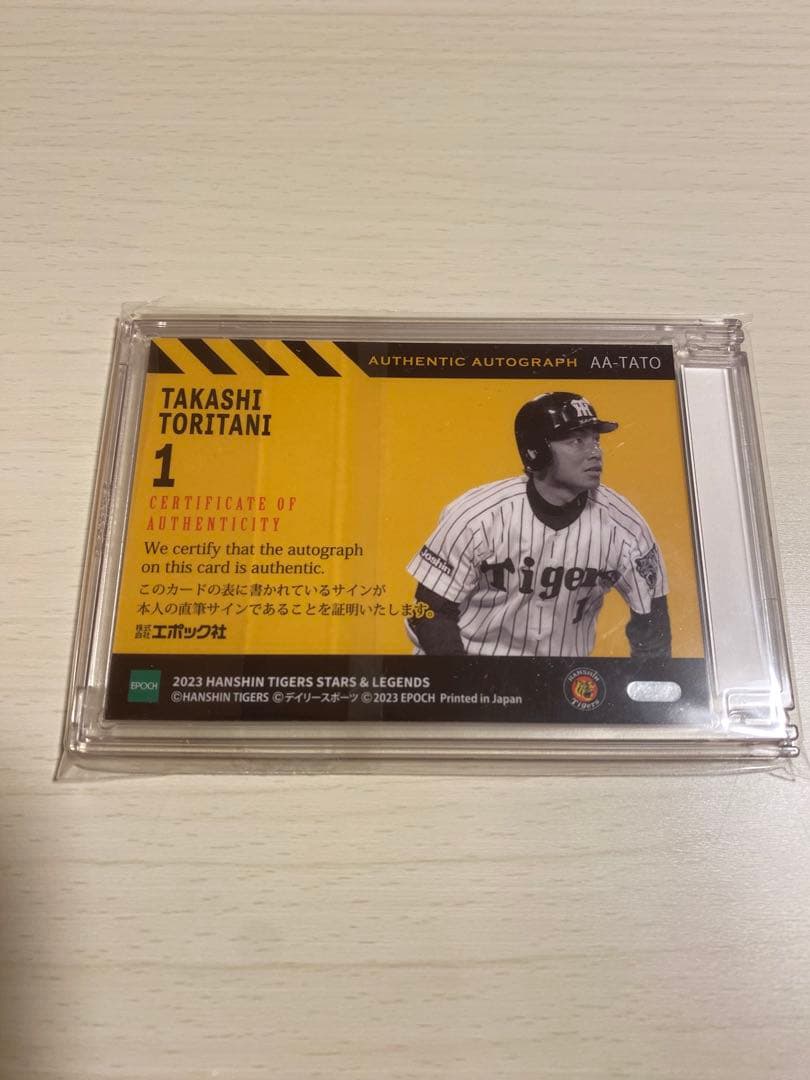 AUTHENTIC AUTOGRAPH AA-TATO
TAKASHI
TORITANI
1
CERTIFICATE OF
AUTHENTICITY
We certify that the autograph
on this card is authentic.
このカードの表に書かれているサインが
本人の直筆サインであることを証明いたします。
株式会社エポック社
Joshin
Tigers
1
EPOCH
2023 HANSHIN TIGERS STARS & LEGENDS
©HANSHIN TIGERS ©デイリースポーツ ©2023 EPOCH Printed in Japan
HANSHIN
Tigers